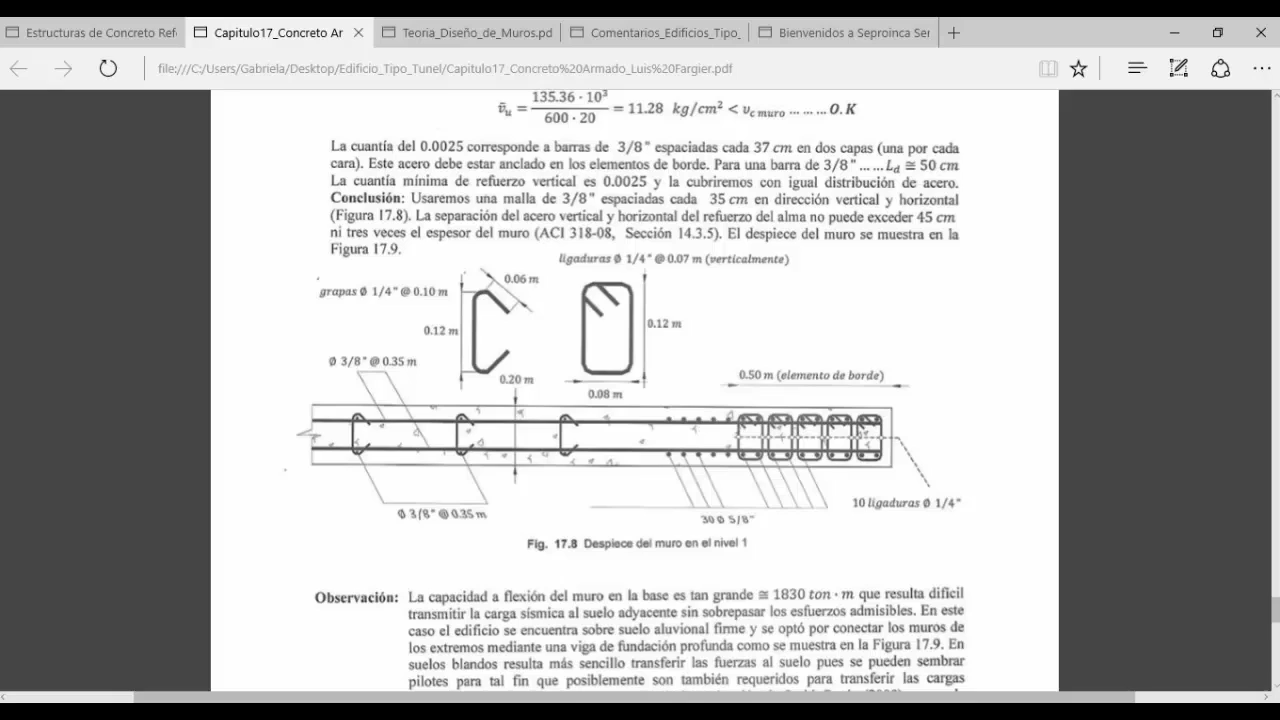 Estructuras de Concreto Ref
Capitulo17_Concreto Ar
Teoria_Diseño_de_Muros.pd
Comentarios_Edificios_Tipo_
Bienvenidos a Seproinca Ser
file:///C:/Users/Gabriela/Desktop/Edificio_Tipo_Tunel/Capitulo17_Concreto%20Armado_Luis%20Fargier.pdf
v̄u = 135.36 · 10³ / 600 · 20 = 11.28 kg/cm² < vc muro ... ... ... O.K
La cuantía del 0.0025 corresponde a barras de 3/8" espaciadas cada 37 cm en dos capas (una por cada
cara). Este acero debe estar anclado en los elementos de borde. Para una barra de 3/8" ... ... Ld ≅ 50 cm
La cuantía mínima de refuerzo vertical es 0.0025 y la cubriremos con igual distribución de acero.
Conclusión: Usaremos una malla de 3/8" espaciadas cada 35 cm en dirección vertical y horizontal
(Figura 17.8). La separación del acero vertical y horizontal del refuerzo del alma no puede exceder 45 cm
ni tres veces el espesor del muro (ACI 318-08, Sección 14.3.5). El despiece del muro se muestra en la
Figura 17.9.
ligaduras Ø 1/4" @ 0.07 m (verticalmente)
0.06 m
grapas Ø 1/4" @ 0.10 m
0.12 m
0.12 m
Ø 3/8" @ 0.35 m
0.20 m
0.08 m
0.50 m (elemento de borde)
Ø 3/8" @ 0.35 m
30 Ø 5/8"
10 ligaduras Ø 1/4"
Fig. 17.8 Despiece del muro en el nivel 1
Observación: La capacidad a flexión del muro en la base es tan grande ≅ 1830 ton · m que resulta difícil
transmitir la carga sísmica al suelo adyacente sin sobrepasar los esfuerzos admisibles. En este
caso el edificio se encuentra sobre suelo aluvional firme y se optó por conectar los muros de
los extremos mediante una viga de fundación profunda como se muestra en la Figura 17.9. En
suelos blandos resulta más sencillo transferir las fuerzas al suelo pues se pueden sembrar
pilotes para tal fin que posiblemente son también requeridos para transferir las cargas